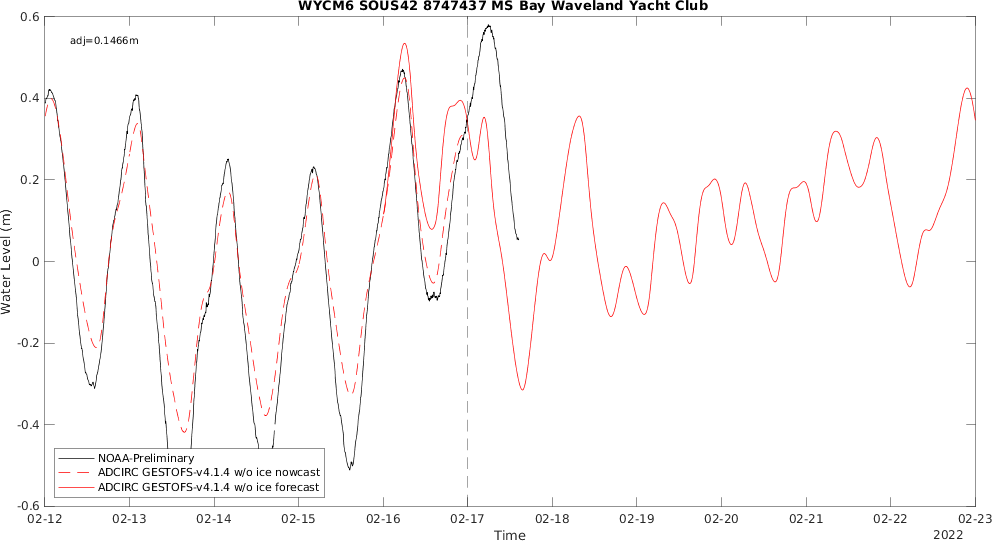 WYCM6 SOUS42 8747437 MS Bay Waveland Yacht Club
adj=0.1466m
0.6
0.4
0.2
0
-0.2
-0.4
-0.6
Water Level (m)
NOAA-Preliminary
ADCIRC GESTOFS-v4.1.4 w/o ice nowcast
ADCIRC GESTOFS-v4.1.4 w/o ice forecast
02-12 02-13 02-14 02-15 02-16 02-17 02-18 02-19 02-20 02-21 02-22 02-23
Time
2022